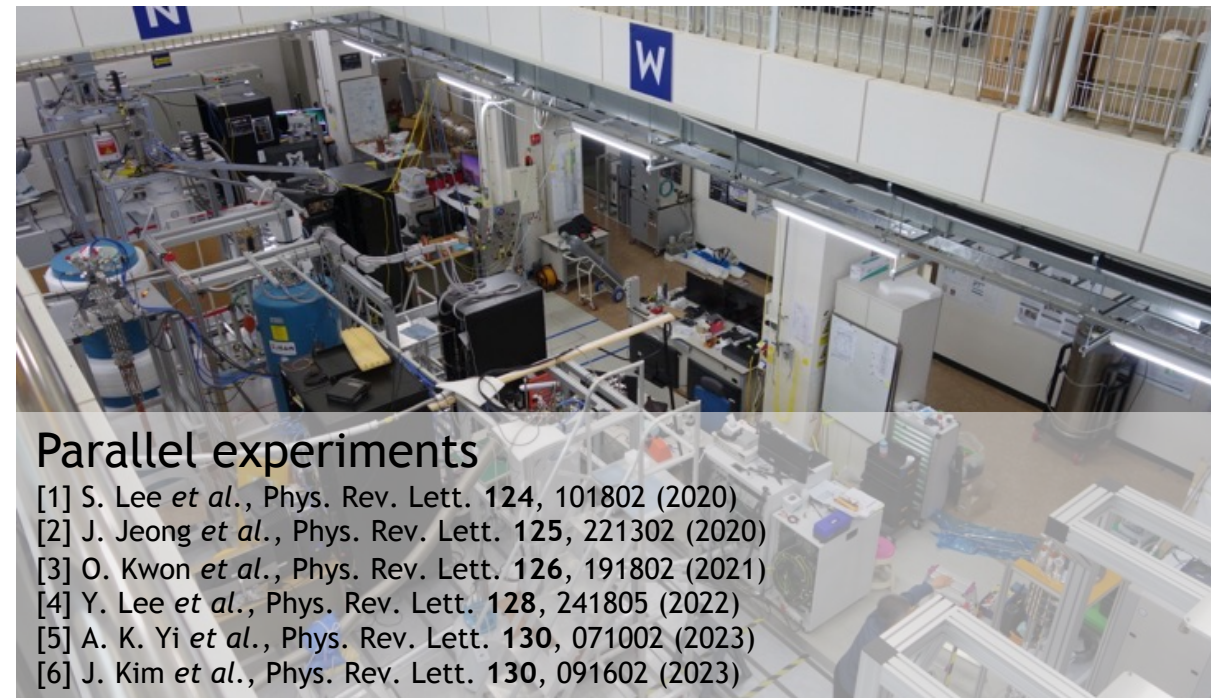 N
W
Parallel experiments
[1] S. Lee et al., Phys. Rev. Lett. 124, 101802 (2020)
[2] J. Jeong et al., Phys. Rev. Lett. 125, 221302 (2020)
[3] O. Kwon et al., Phys. Rev. Lett. 126, 191802 (2021)
[4] Y. Lee et al., Phys. Rev. Lett. 128, 241805 (2022)
[5] A. K. Yi et al., Phys. Rev. Lett. 130, 071002 (2023)
[6] J. Kim et al., Phys. Rev. Lett. 130, 091602 (2023)